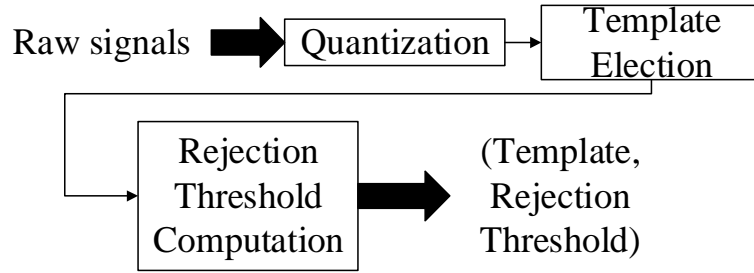 Raw signals
Quantization
Template
Election
Rejection
Threshold
Computation
(Template,
Rejection
Threshold)